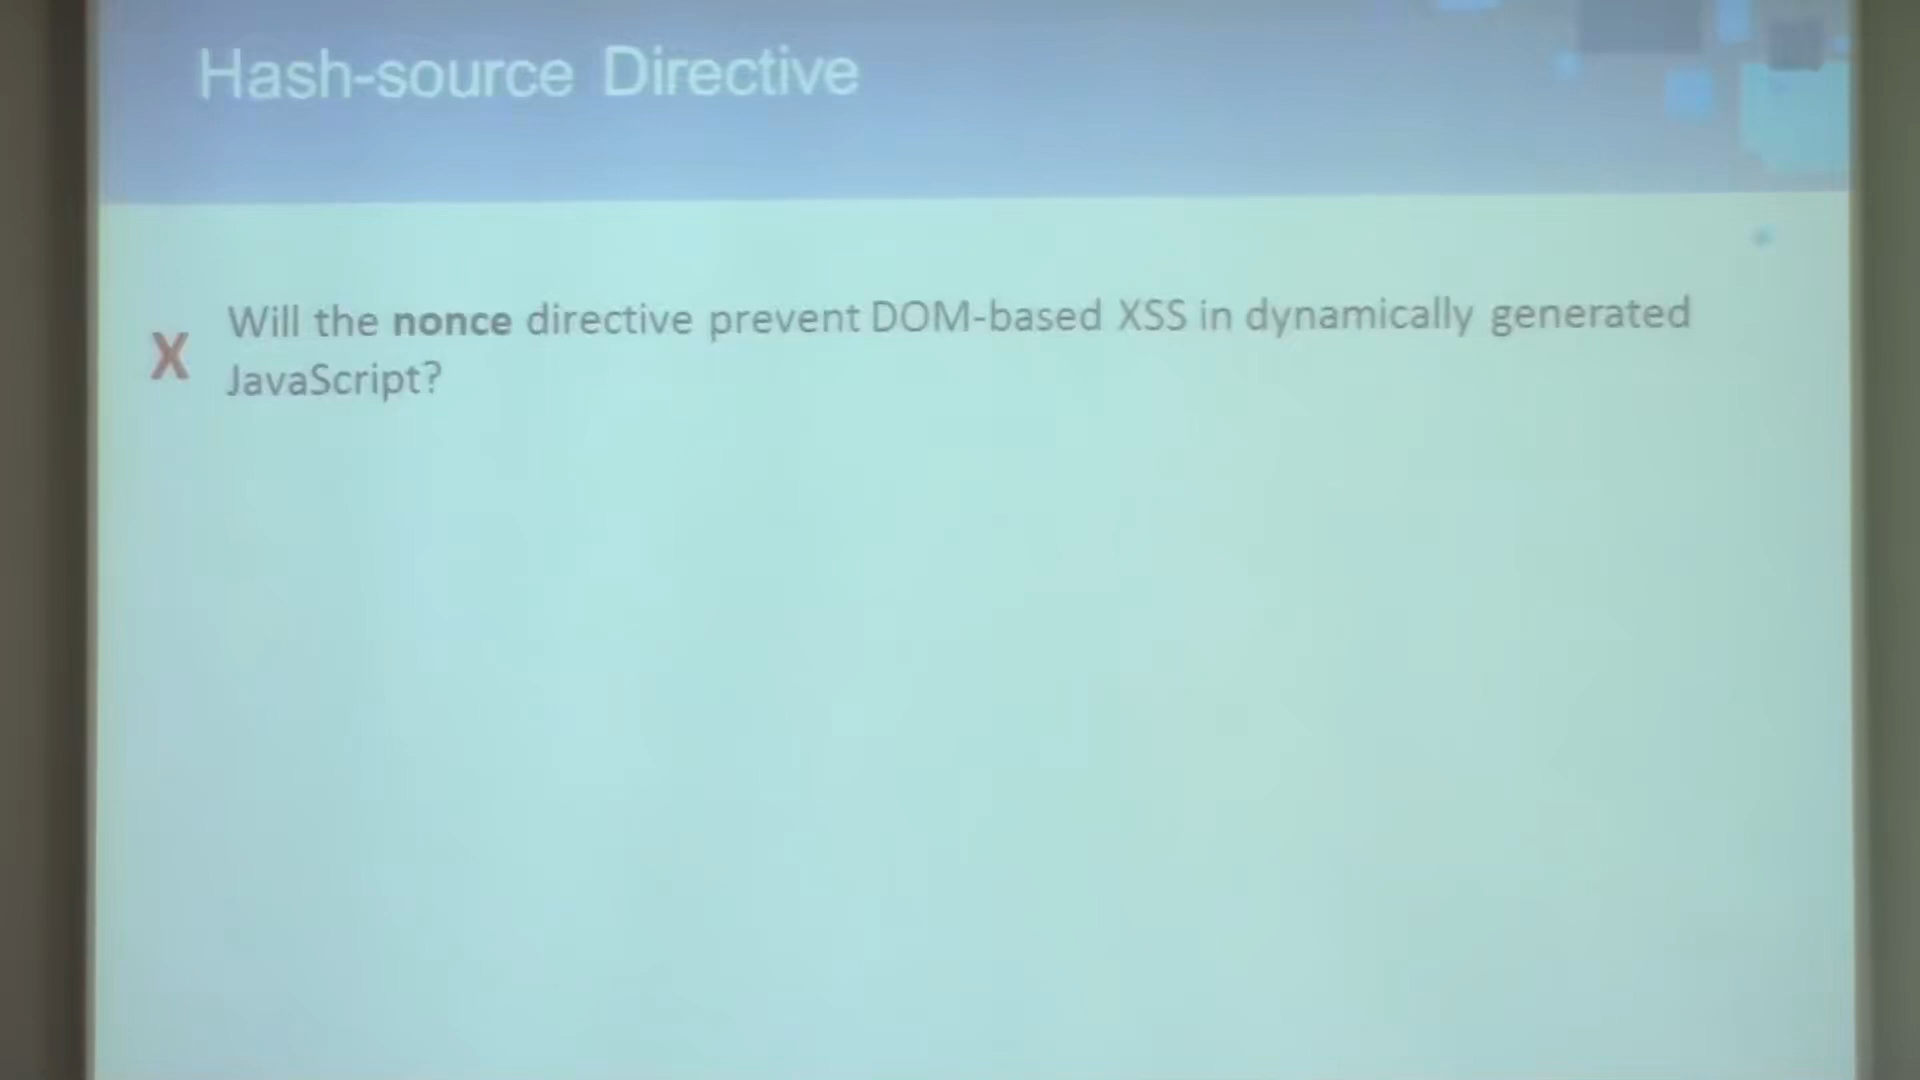 Hash-source Directive
X
Will the nonce directive prevent DOM-based XSS in dynamically generated
JavaScript?